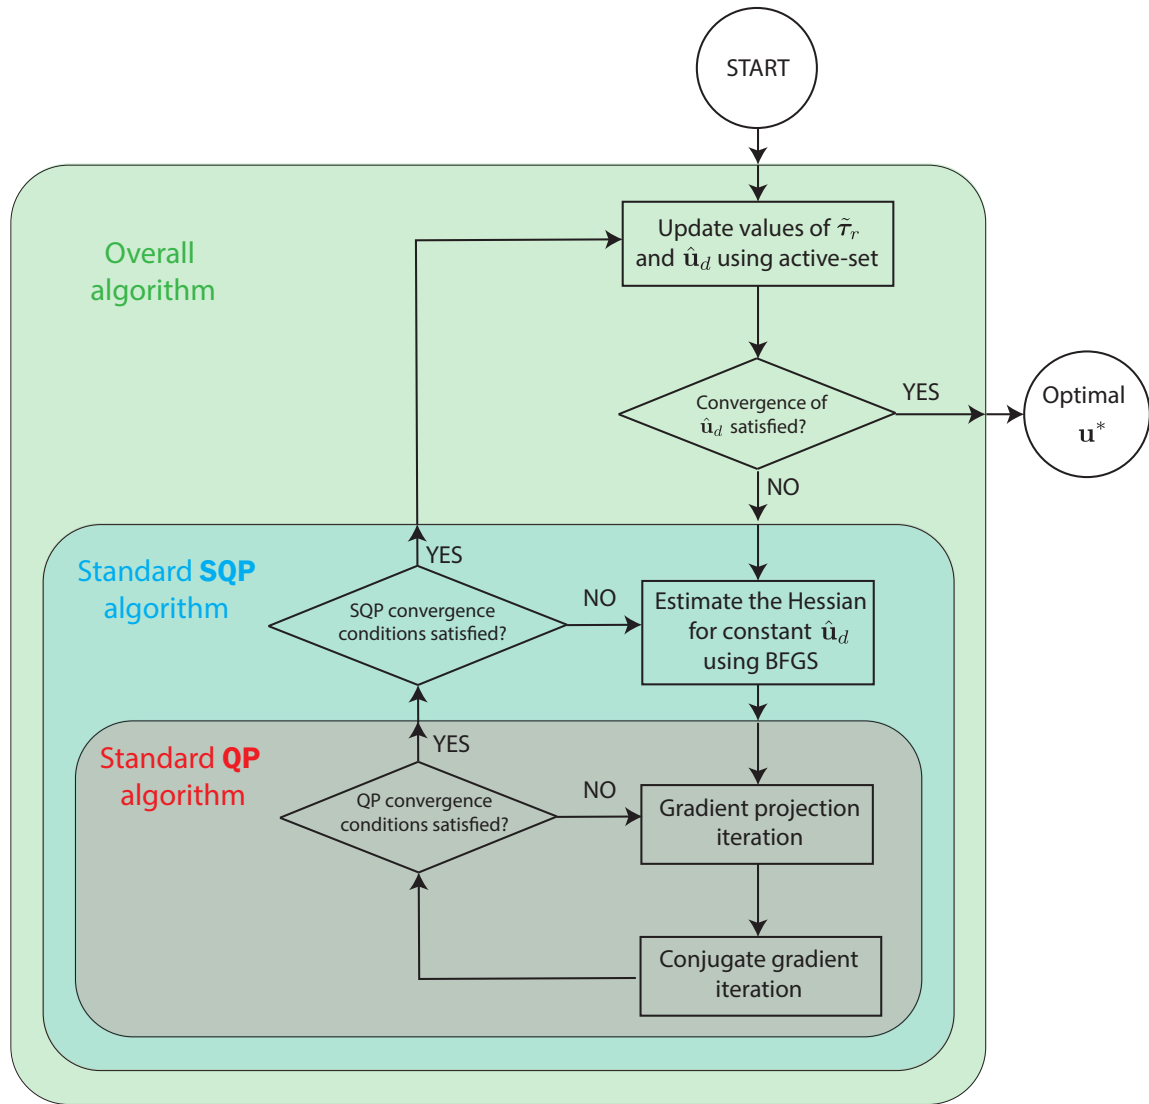 START
Overall
algorithm
Update values of τ̃ᵣ
and û_d using active-set
Convergence of
û_d satisfied?
YES
Optimal
u*
NO
Standard SQP
algorithm
YES
SQP convergence
conditions satisfied?
NO
Estimate the Hessian
for constant û_d
using BFGS
Standard QP
algorithm
YES
QP convergence
conditions satisfied?
NO
Gradient projection
iteration
Conjugate gradient
iteration